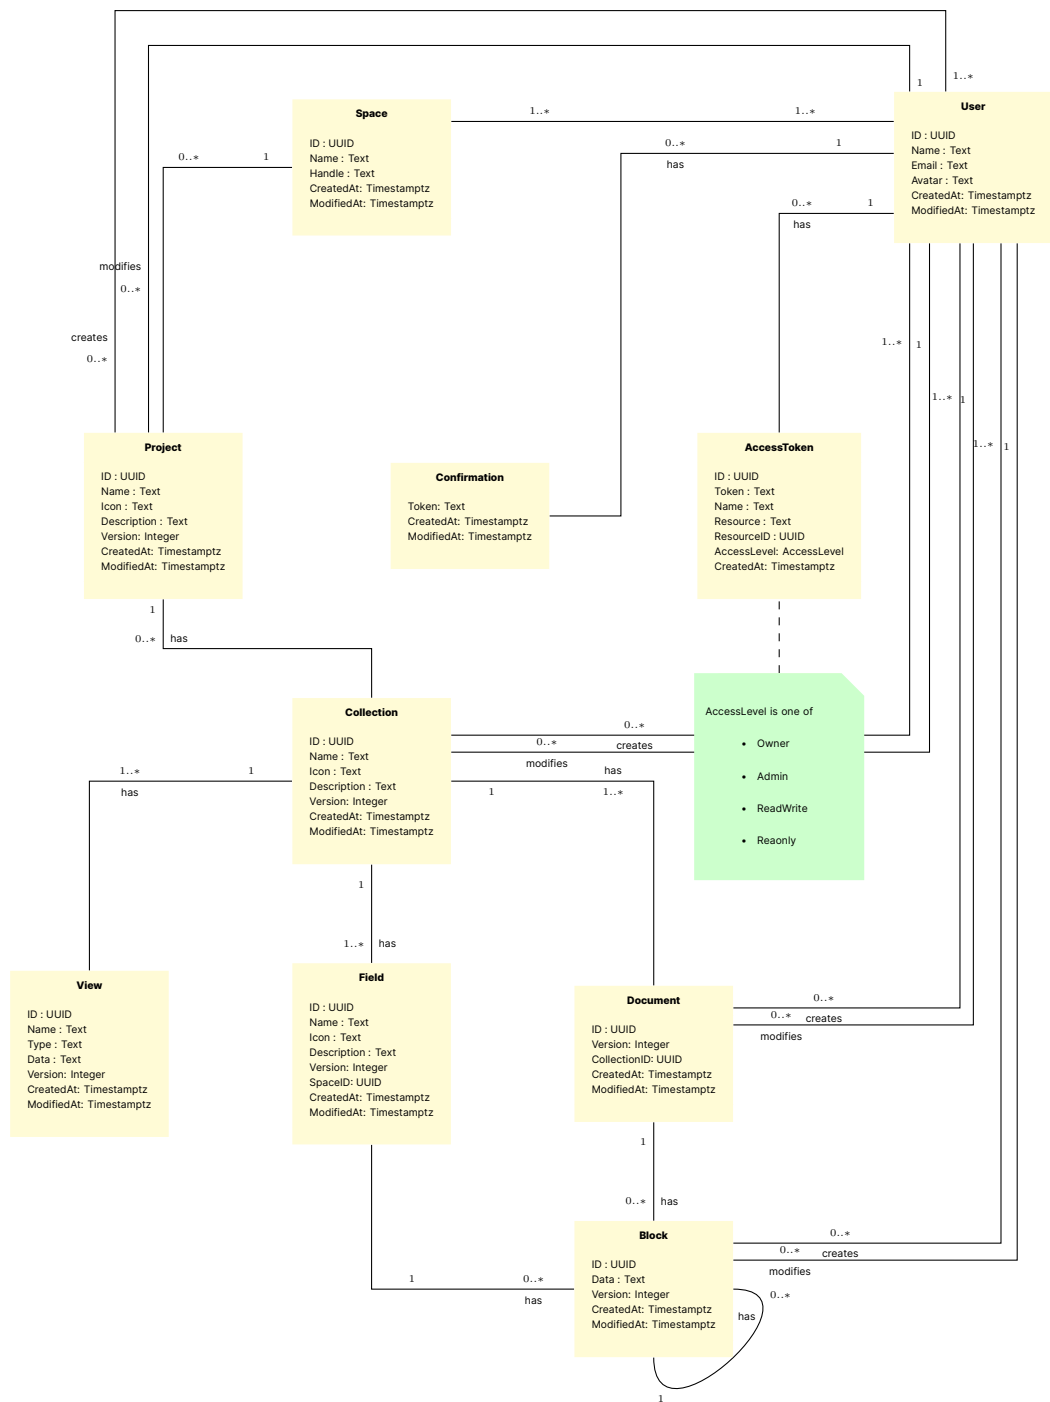 1
1..*
Space
ID : UUID
Name : Text
Handle : Text
CreatedAt: Timestamptz
ModifiedAt: Timestamptz
1..*
1..*
User
ID : UUID
Name : Text
Email : Text
Avatar : Text
CreatedAt: Timestamptz
ModifiedAt: Timestamptz
0..*
1
0..*
has
1
0..*
has
1
modifies
0..*
creates
0..*
1..*
1
1..*
1
1..*
1
Project
ID : UUID
Name : Text
Icon : Text
Description : Text
Version: Integer
CreatedAt: Timestamptz
ModifiedAt: Timestamptz
Confirmation
Token: Text
CreatedAt: Timestamptz
ModifiedAt: Timestamptz
AccessToken
ID : UUID
Token : Text
Name : Text
Resource : Text
ResourceID : UUID
AccessLevel: AccessLevel
CreatedAt: Timestamptz
1
0..*
has
Collection
ID : UUID
Name : Text
Icon : Text
Description : Text
Version: Integer
CreatedAt: Timestamptz
ModifiedAt: Timestamptz
0..*
creates
0..*
modifies
AccessLevel is one of
• Owner
• Admin
• ReadWrite
• Reaonly
1..*
has
1
has
1
1..*
1
1..*
has
View
ID : UUID
Name : Text
Type : Text
Data : Text
Version: Integer
CreatedAt: Timestamptz
ModifiedAt: Timestamptz
Field
ID : UUID
Name : Text
Icon : Text
Description : Text
Version: Integer
SpaceID: UUID
CreatedAt: Timestamptz
ModifiedAt: Timestamptz
Document
ID : UUID
Version: Integer
CollectionID: UUID
CreatedAt: Timestamptz
ModifiedAt: Timestamptz
0..*
creates
0..*
modifies
1
0..*
has
Block
ID : UUID
Data : Text
Version: Integer
CreatedAt: Timestamptz
ModifiedAt: Timestamptz
0..*
creates
0..*
modifies
1
0..*
has
0..*
has
1